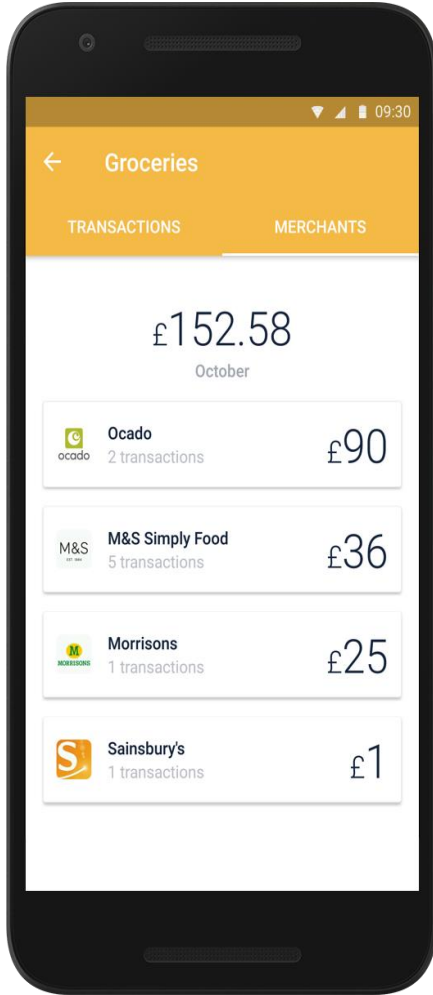 09:30
Groceries
TRANSACTIONS MERCHANTS
£152.58
October
ocado
Ocado
2 transactions
£90
M&S
M&S Simply Food
5 transactions
£36
M
MORRISONS
Morrisons
1 transactions
£25
S
Sainsbury's
1 transactions
£1